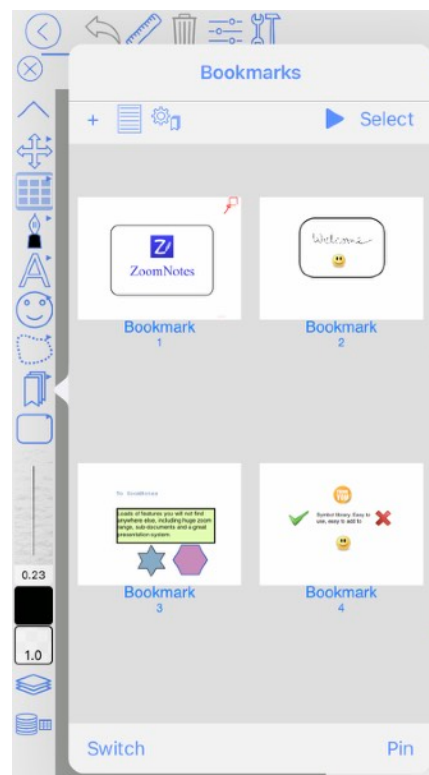 Bookmarks
+ Select
ZoomNotes
Bookmark
1
Welcome
Bookmark
2
To ZoomNotes
Loads of features you will not find
anywhere else, including huge zoom
range, sub-documents and a great
presentation system.
Bookmark
3
Symbol library. Easy to
use, easy to add to
Bookmark
4
0.23
1.0
Switch
Pin